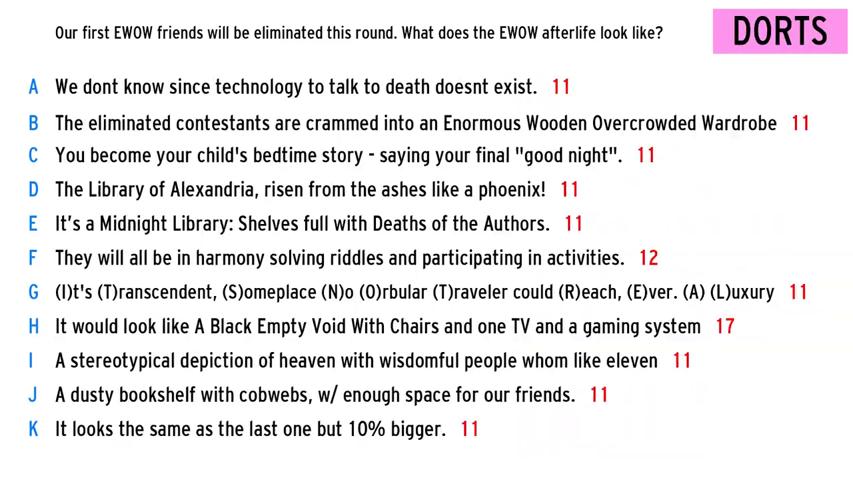 Our first EWOW friends will be eliminated this round. What does the EWOW afterlife look like?
DORTS
A We dont know since technology to talk to death doesnt exist. 11
B The eliminated contestants are crammed into an Enormous Wooden Overcrowded Wardrobe 11
C You become your child's bedtime story - saying your final "good night". 11
D The Library of Alexandria, risen from the ashes like a phoenix! 11
E It’s a Midnight Library: Shelves full with Deaths of the Authors. 11
F They will all be in harmony solving riddles and participating in activities. 12
G (I)t's (T)ranscendent, (S)omeplace (N)o (O)rbular (T)raveler could (R)each, (E)ver. (A) (L)uxury 11
H It would look like A Black Empty Void With Chairs and one TV and a gaming system 17
I A stereotypical depiction of heaven with wisdomful people whom like eleven 11
J A dusty bookshelf with cobwebs, w/ enough space for our friends. 11
K It looks the same as the last one but 10% bigger. 11